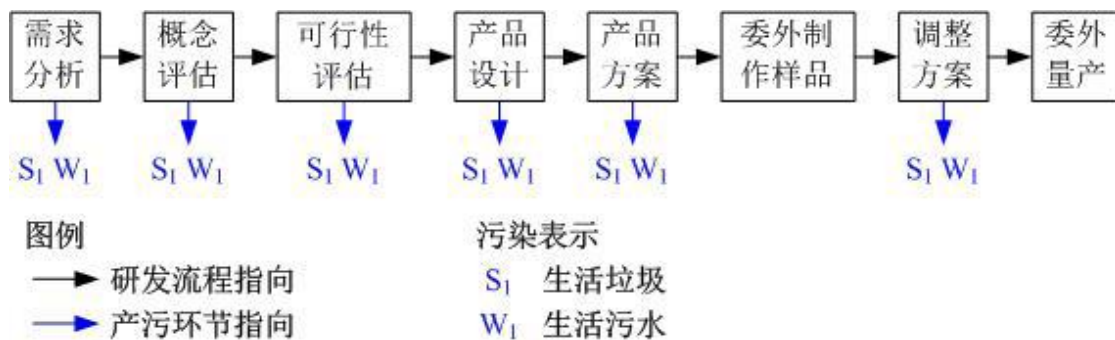 需求 概念 可行性 产品 产品 委外制 调整 委外
分析 评估 评估 设计 方案 作样品 方案 量产
S₁ W₁ S₁ W₁ S₁ W₁ S₁ W₁ S₁ W₁ S₁ W₁
图例 污染表示
研发流程指向 S₁ 生活垃圾
产污环节指向 W₁ 生活污水